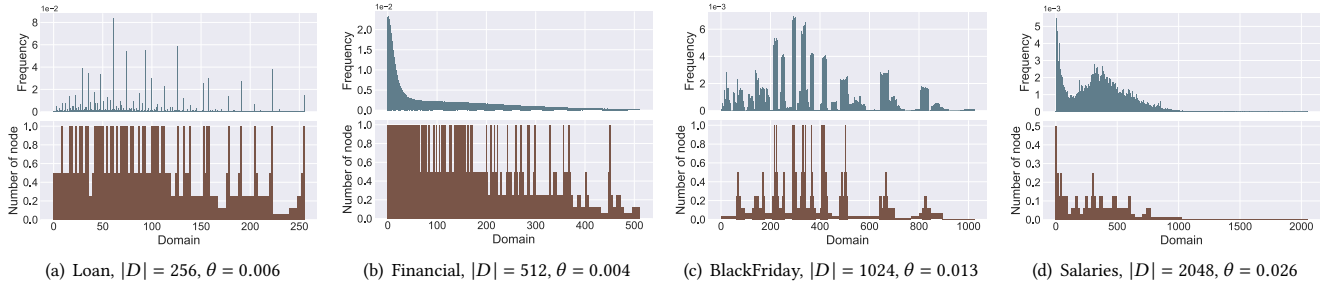 1e−2
8
6
4
2
0
Frequency
1.0
0.8
0.6
0.4
0.2
0.0
Number of node
0 50 100 150 200 250
Domain
(a) Loan, |D| = 256, θ = 0.006
1e−2
2.0
1.5
1.0
0.5
0.0
Frequency
1.0
0.8
0.6
0.4
0.2
0.0
Number of node
0 100 200 300 400 500
Domain
(b) Financial, |D| = 512, θ = 0.004
1e−3
6
4
2
0
Frequency
1.0
0.8
0.6
0.4
0.2
0.0
Number of node
0 200 400 600 800 1000
Domain
(c) BlackFriday, |D| = 1024, θ = 0.013
1e−3
5
4
3
2
1
0
Frequency
0.5
0.4
0.3
0.2
0.1
0.0
Number of node
0 500 1000 1500 2000
Domain
(d) Salaries, |D| = 2048, θ = 0.026